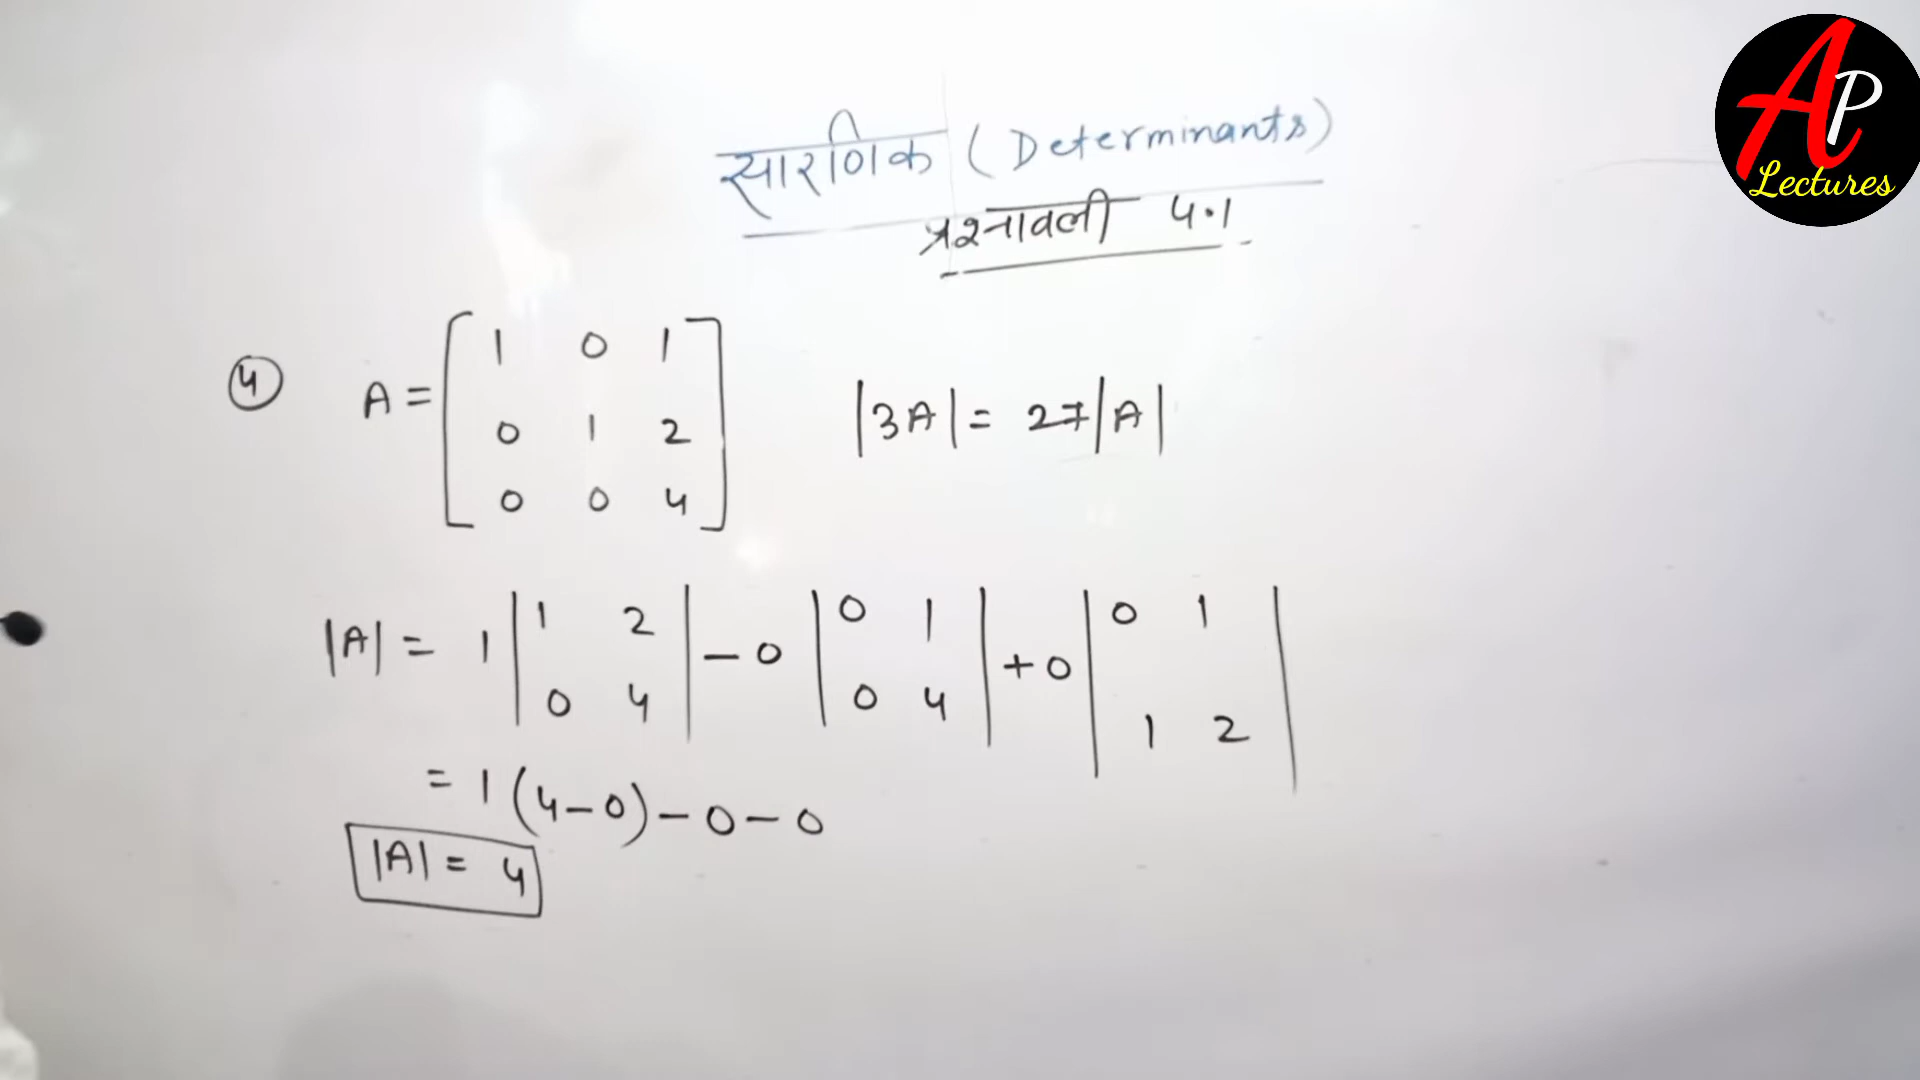 AP
Lectures
सारणिक (Determinants)
प्रश्नावली 4.1
4 A = [ 1 0 1
0 1 2
0 0 4 ]
|3A| = 27|A|
|A| = 1 | 1 2 | - 0 | 0 1 | + 0 | 0 1 |
| 0 4 | | 0 4 | | 1 2 |
= 1 (4-0) - 0 - 0
|A| = 4